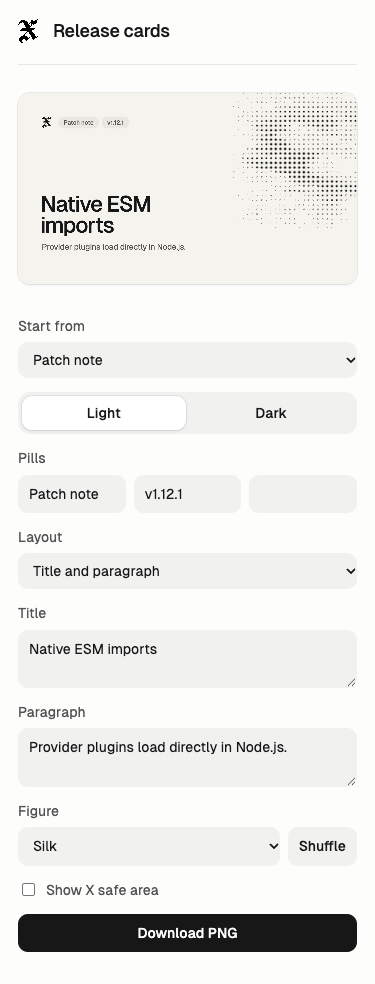 Release cards
Patch note v1.12.1
Native ESM
imports
Provider plugins load directly in Node.js.
Start from
Patch note
Light Dark
Pills
Patch note v1.12.1
Layout
Title and paragraph
Title
Native ESM imports
Paragraph
Provider plugins load directly in Node.js.
Figure
Silk Shuffle
Show X safe area
Download PNG